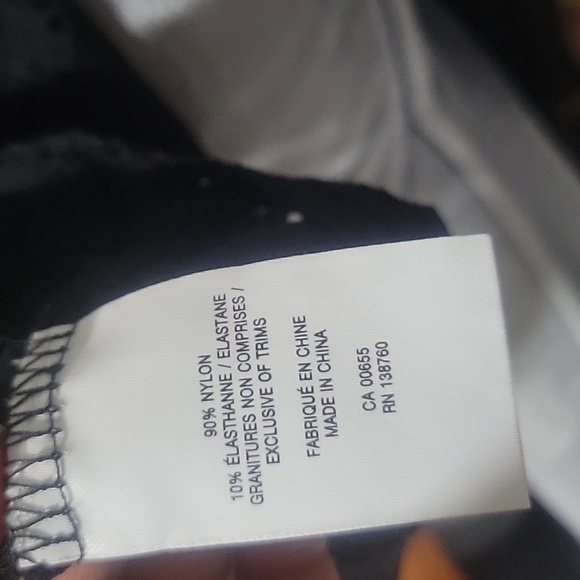 90% NYLON
10% ÉLASTHANNE / ELASTANE
GRANITURES NON COMPRISES /
EXCLUSIVE OF TRIMS
FABRIQUÉ EN CHINE
MADE IN CHINA
CA 00655
RN 138760